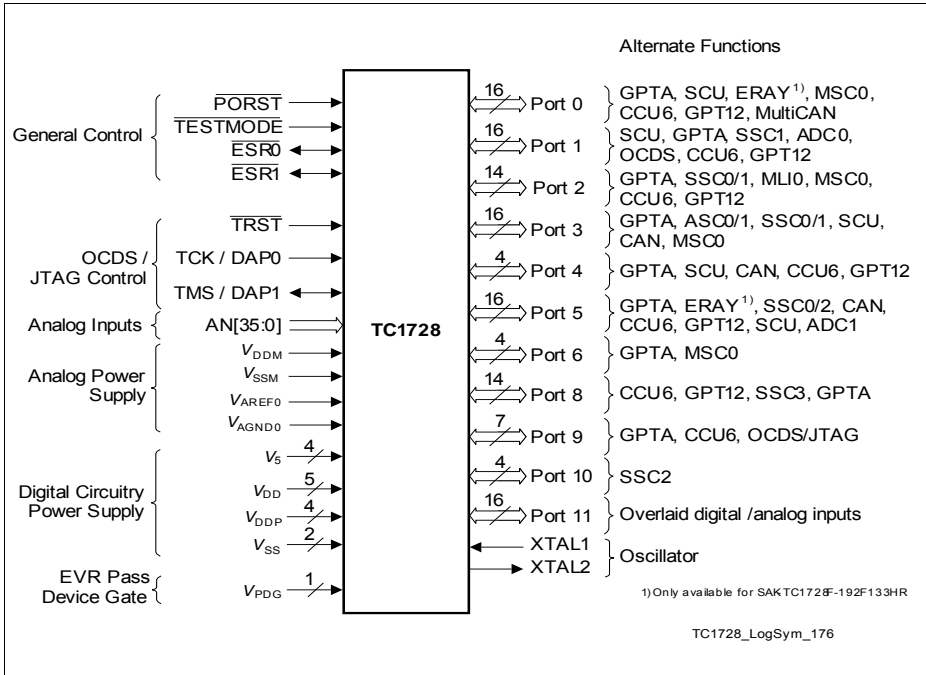 Alternate Functions
General Control
PORST
TESTMODE
ESR0
ESR1
OCDS /
JTAG Control
TRST
TCK / DAP0
TMS / DAP1
Analog Inputs
AN[35:0]
Analog Power
Supply
VDDM
VSSM
VAREF0
VAGND0
Digital Circuitry
Power Supply
V5
4
VDD
5
VDDP
4
VSS
2
EVR Pass
Device Gate
VPDG
1
TC1728
16
Port 0
GPTA, SCU, ERAY 1), MSC0,
CCU6, GPT12, MultiCAN
16
Port 1
SCU, GPTA, SSC1, ADC0,
OCDS, CCU6, GPT12
14
Port 2
GPTA, SSC0/1, MLI0, MSC0,
CCU6, GPT12
16
Port 3
GPTA, ASC0/1, SSC0/1, SCU,
CAN, MSC0
4
Port 4
GPTA, SCU, CAN, CCU6, GPT12
16
Port 5
GPTA, ERAY 1), SSC0/2, CAN,
CCU6, GPT12, SCU, ADC1
4
Port 6
GPTA, MSC0
14
Port 8
CCU6, GPT12, SSC3, GPTA
7
Port 9
GPTA, CCU6, OCDS/JTAG
4
Port 10
SSC2
16
Port 11
Overlaid digital /analog inputs
XTAL1
XTAL2
Oscillator
1) Only available for SAK-TC1728F-192F133HR
TC1728_LogSym_176